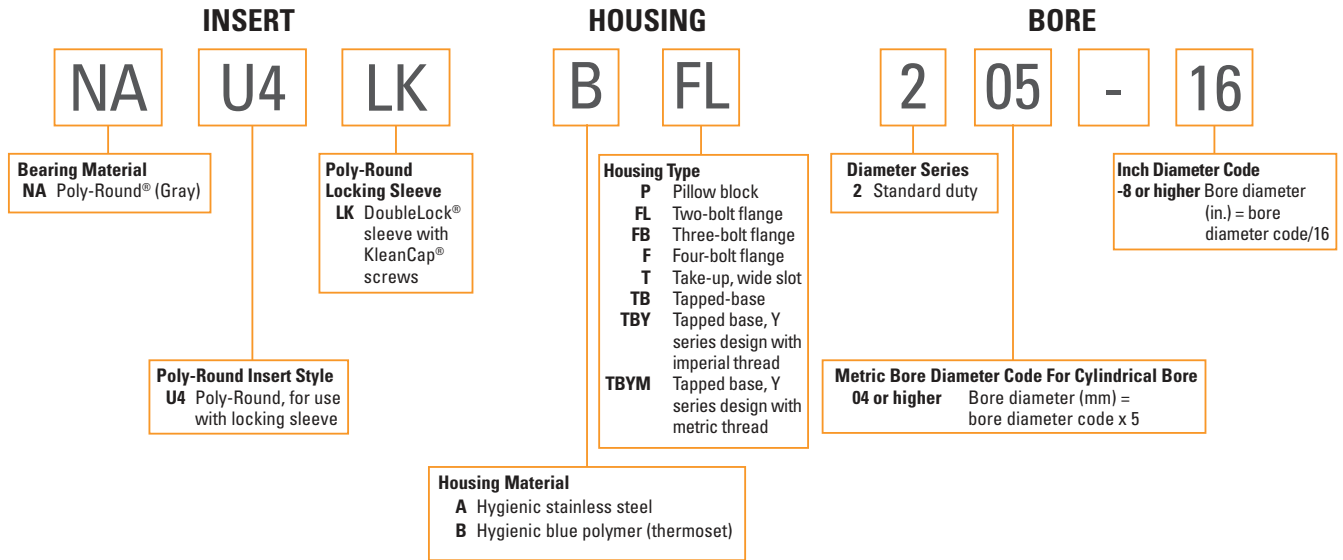 INSERT HOUSING BORE
NA U4 LK B FL 2 05 - 16
Bearing Material
NA Poly-Round® (Gray)
Poly-Round
Locking Sleeve
LK DoubleLock®
sleeve with
KleanCap®
screws
Housing Type
P Pillow block
FL Two-bolt flange
FB Three-bolt flange
F Four-bolt flange
T Take-up, wide slot
TB Tapped-base
TBY Tapped base, Y
series design with
imperial thread
TBYM Tapped base, Y
series design with
metric thread
Diameter Series
2 Standard duty
Inch Diameter Code
-8 or higher Bore diameter
(in.) = bore
diameter code/16
Poly-Round Insert Style
U4 Poly-Round, for use
with locking sleeve
Metric Bore Diameter Code For Cylindrical Bore
04 or higher Bore diameter (mm) =
bore diameter code x 5
Housing Material
A Hygienic stainless steel
B Hygienic blue polymer (thermoset)